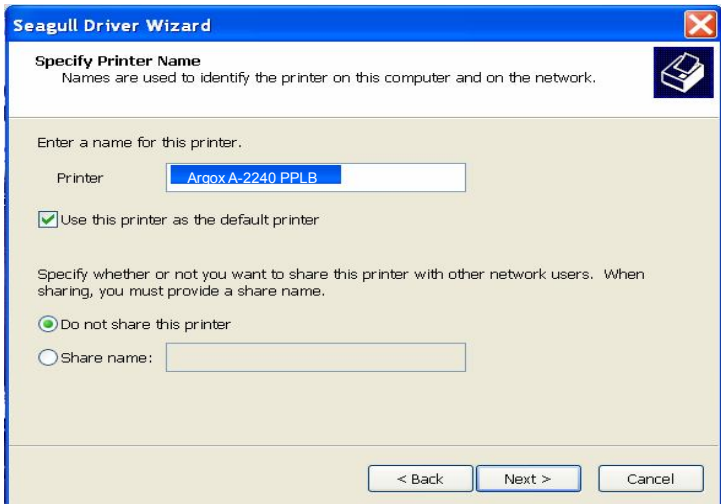 Seagull Driver Wizard
Specify Printer Name
Names are used to identify the printer on this computer and on the network.
Enter a name for this printer.
Printer Argox A-2240 PPLB
Use this printer as the default printer
Specify whether or not you want to share this printer with other network users. When
sharing, you must provide a share name.
Do not share this printer
Share name:
< Back Next > Cancel